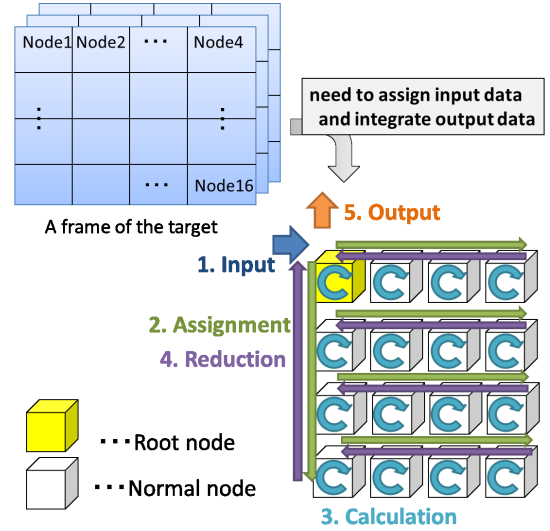 Node1 Node2 ··· Node4
⋮ ⋮
··· Node16
A frame of the target
need to assign input data
and integrate output data
5. Output
1. Input
2. Assignment
4. Reduction
···Root node
···Normal node
3. Calculation